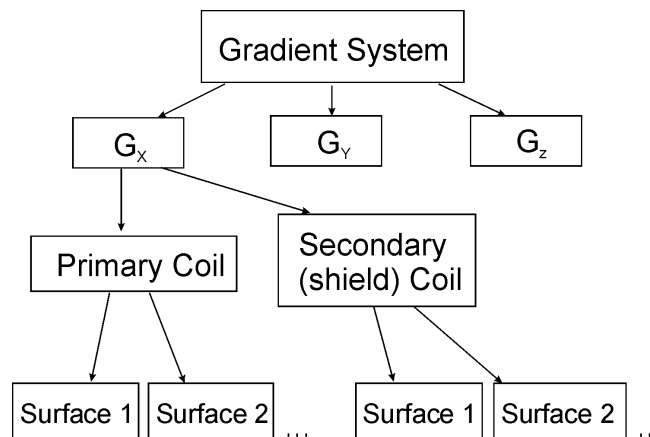 Gradient System
GX
GY
Gz
Primary Coil
Secondary
(shield) Coil
Surface 1
Surface 2
...
Surface 1
Surface 2
...